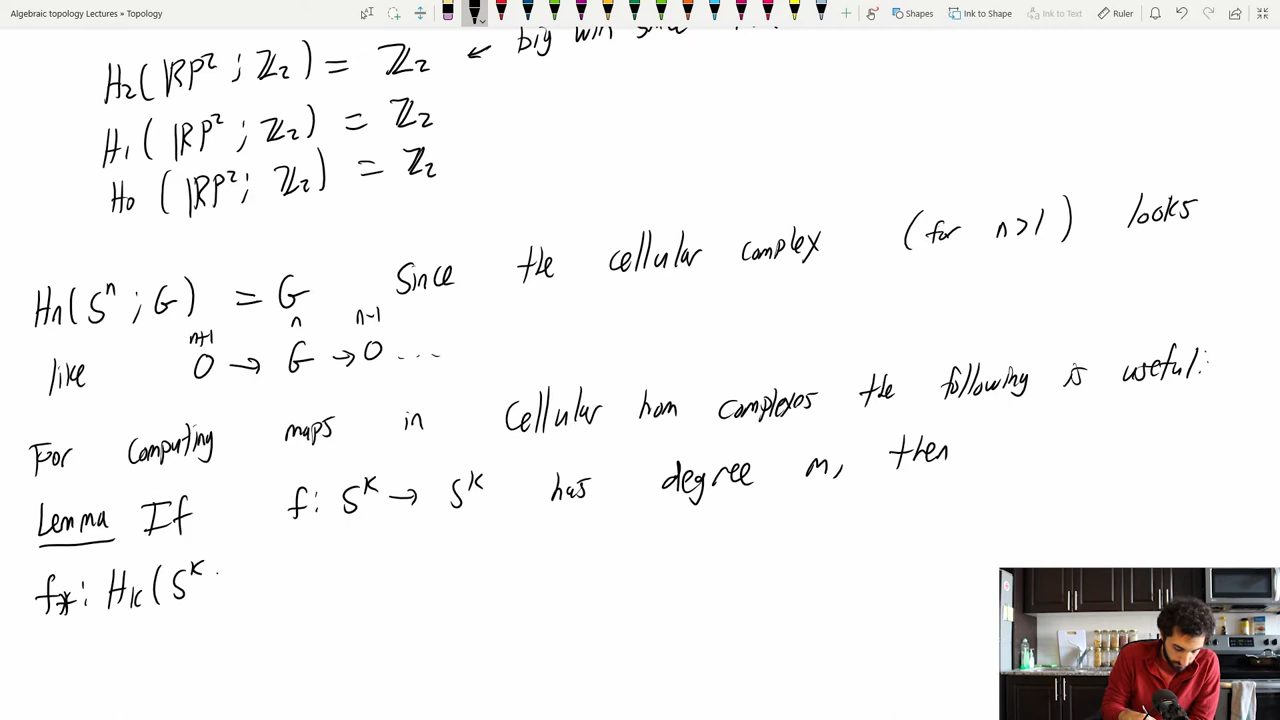 Algebraic topology Lectures » Topology
Shapes
Ink to Shape
Ink to Text
Ruler
big win since
H₂(ℝP²; ℤ₂) = ℤ₂ ←
H₁(ℝP²; ℤ₂) = ℤ₂
H₀(ℝP²; ℤ₂) = ℤ₂
Hn(Sⁿ; G) = G Since the cellular complex (for n>1) looks
n+1 n n-1
like 0 → G → 0 ...
For computing maps in cellular hom complexes the following is useful:
Lemma If f: Sᴷ → Sᴷ has degree m, then
f∗: Hₖ(Sᴷ